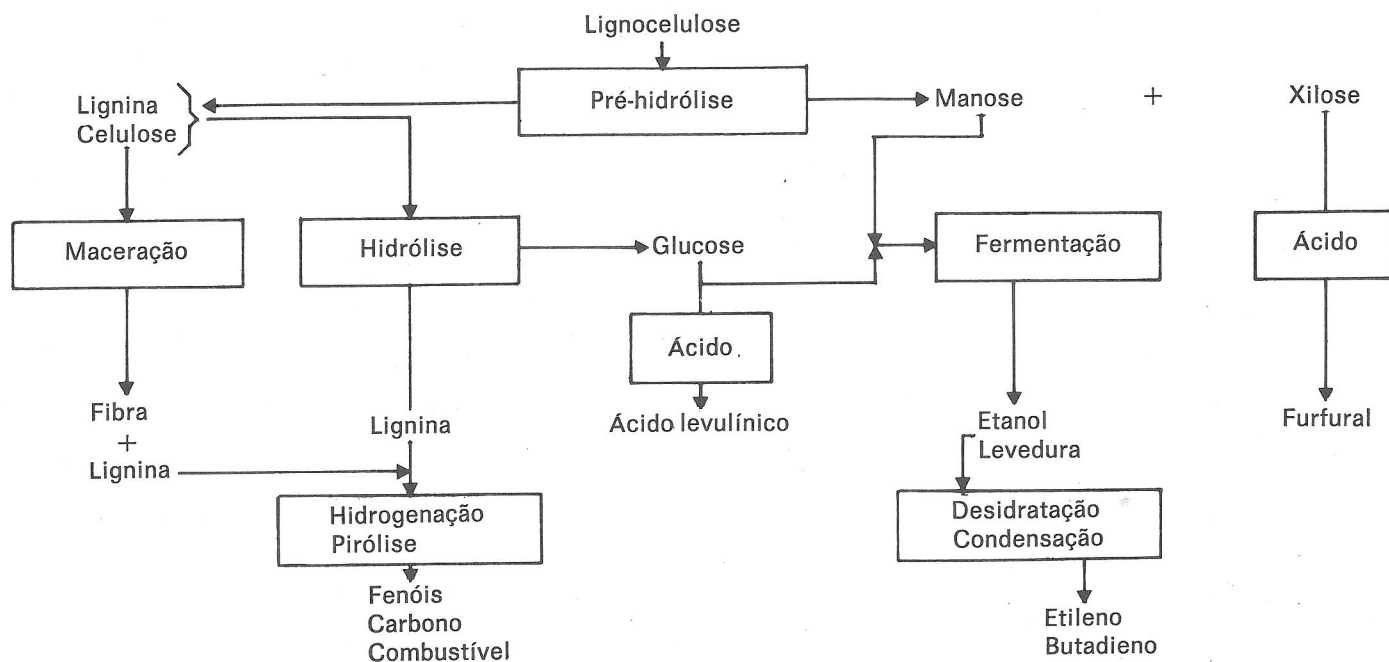 Lignocelulose
Pré-hidrólise
Lignina
Celulose
Manose + Xilose
Maceração
Hidrólise
Glucose
Fermentação
Ácido
Ácido.
Fibra
+
Lignina
Lignina
Ácido levulínico
Etanol
Levedura
Furfural
Hidrogenação
Pirólise
Desidratação
Condensação
Fenóis
Carbono
Combustível
Etileno
Butadieno